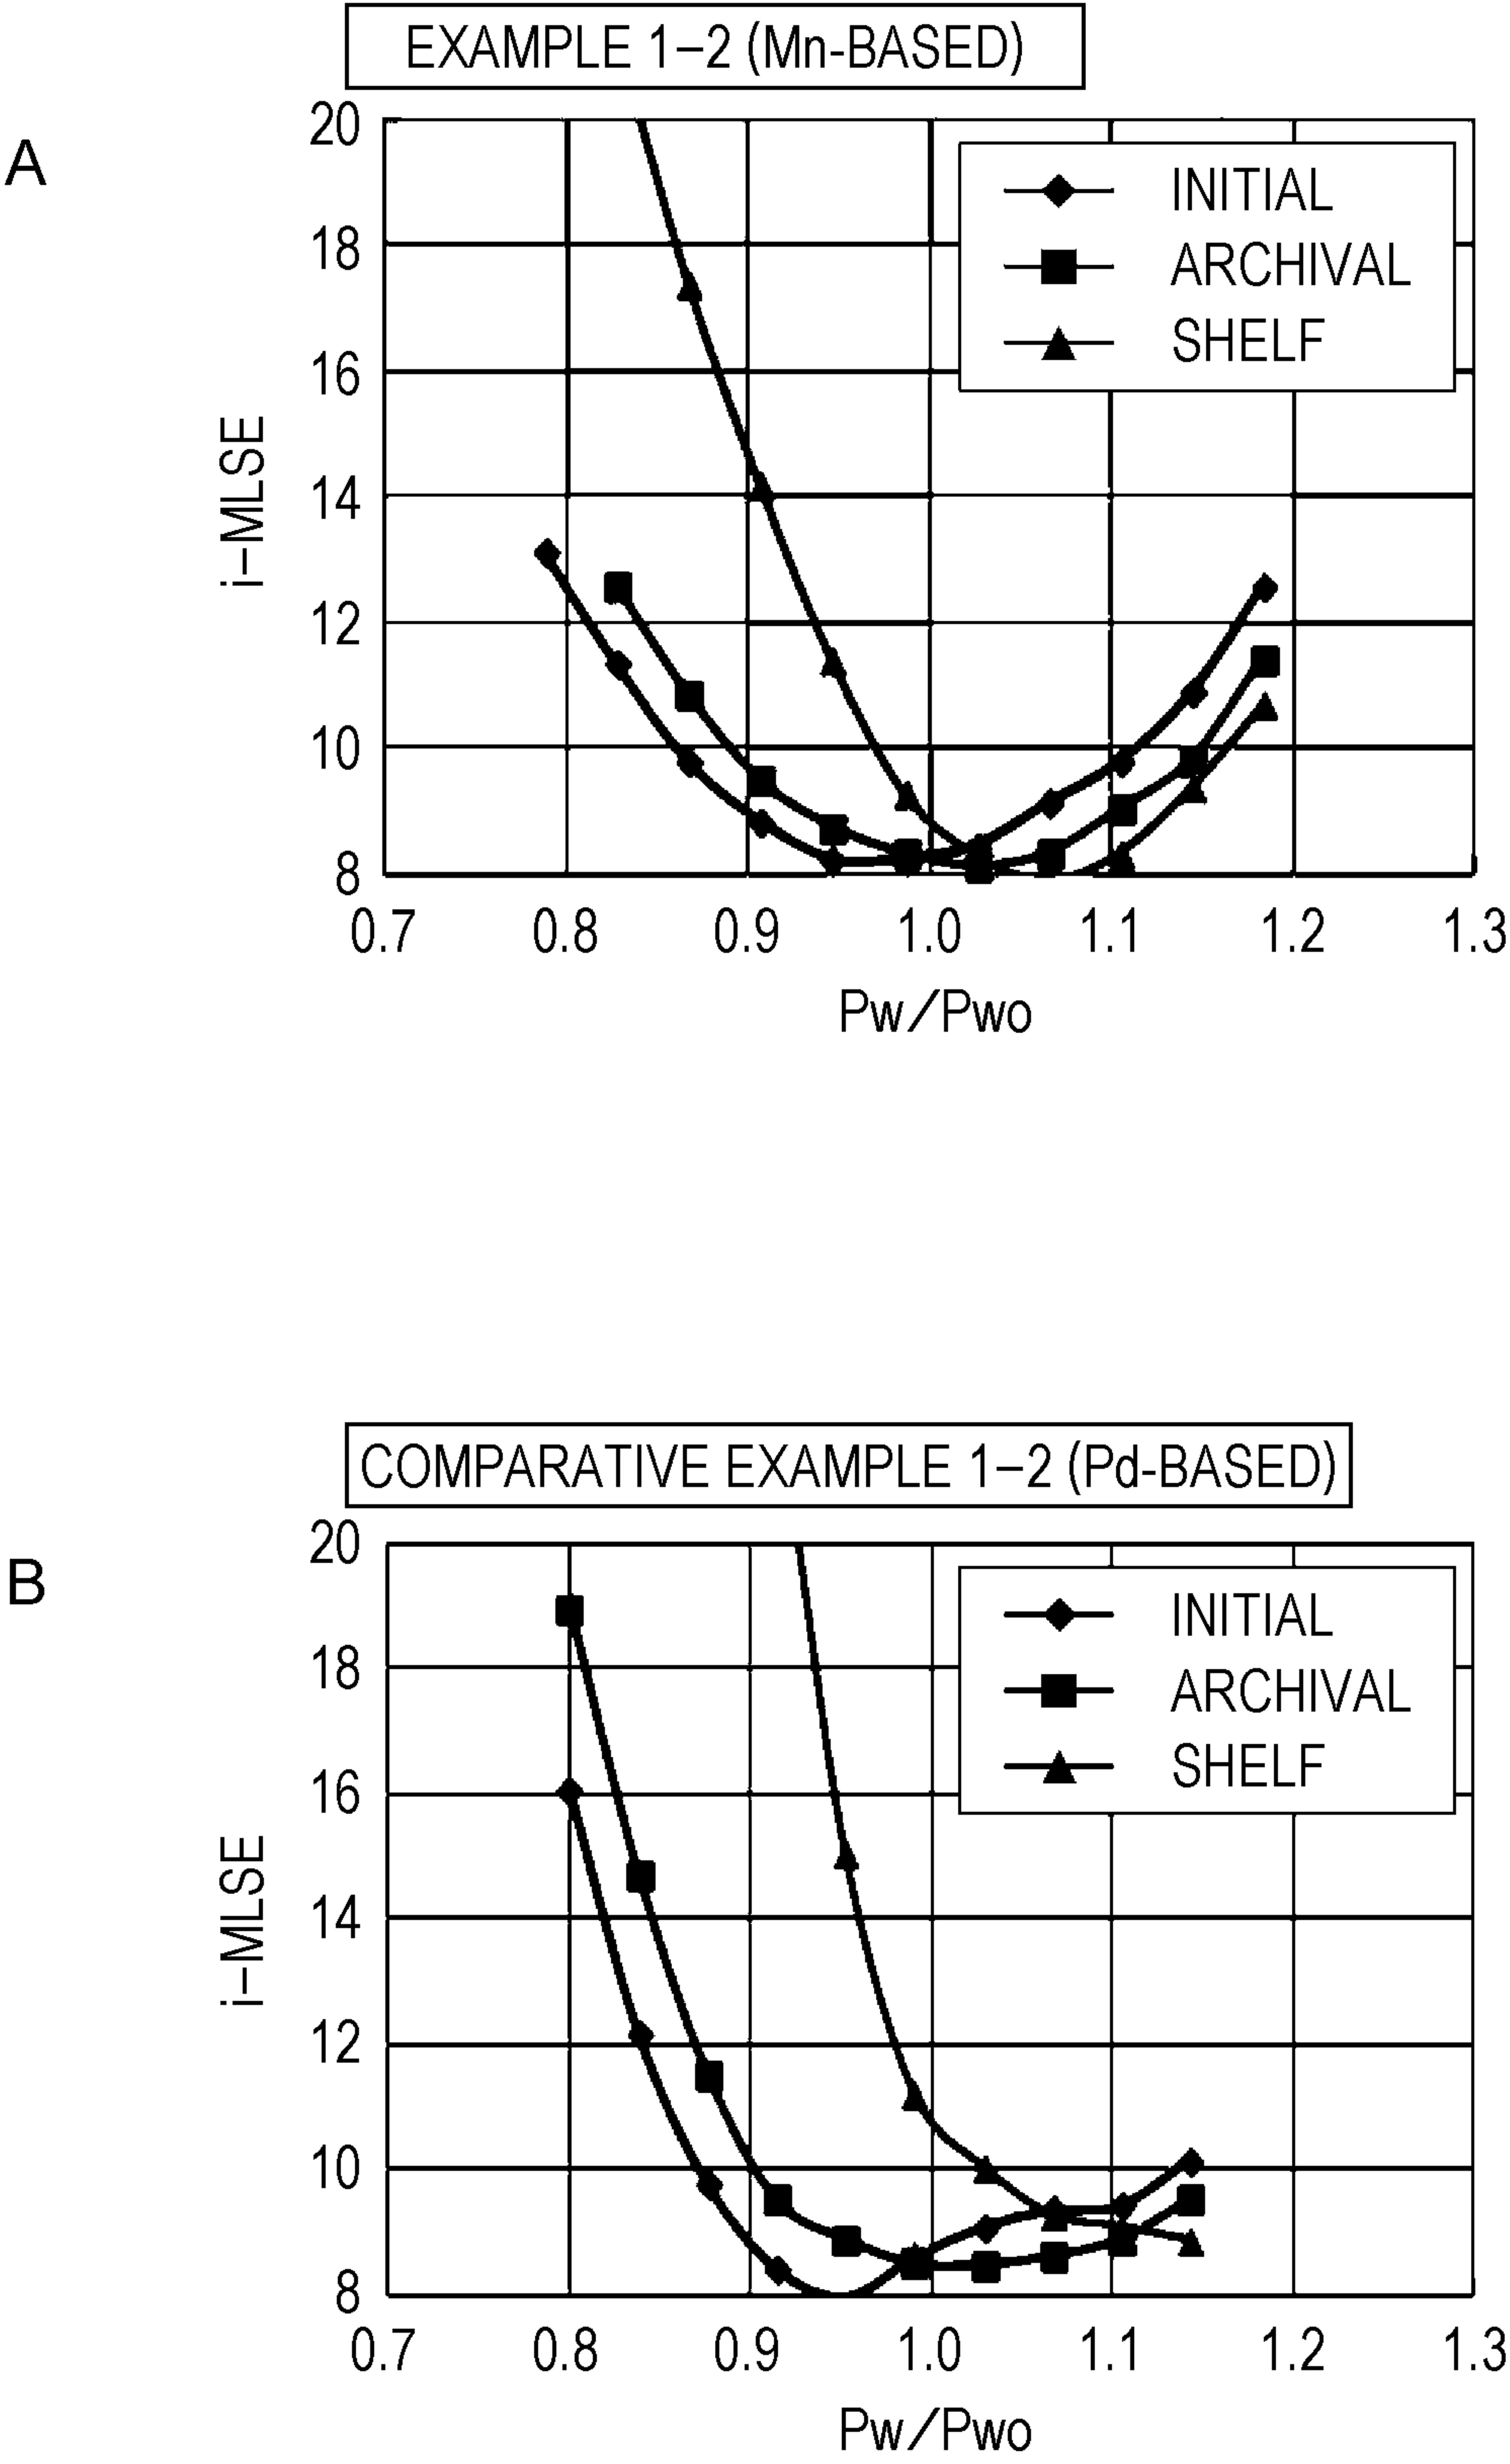 EXAMPLE 1–2 (Mn-BASED)
A
20
18
16
14
12
10
8
i–MLSE
INITIAL
ARCHIVAL
SHELF
0.7 0.8 0.9 1.0 1.1 1.2 1.3
Pw/Pwo
COMPARATIVE EXAMPLE 1–2 (Pd-BASED)
B
20
18
16
14
12
10
8
i–MLSE
INITIAL
ARCHIVAL
SHELF
0.7 0.8 0.9 1.0 1.1 1.2 1.3
Pw/Pwo